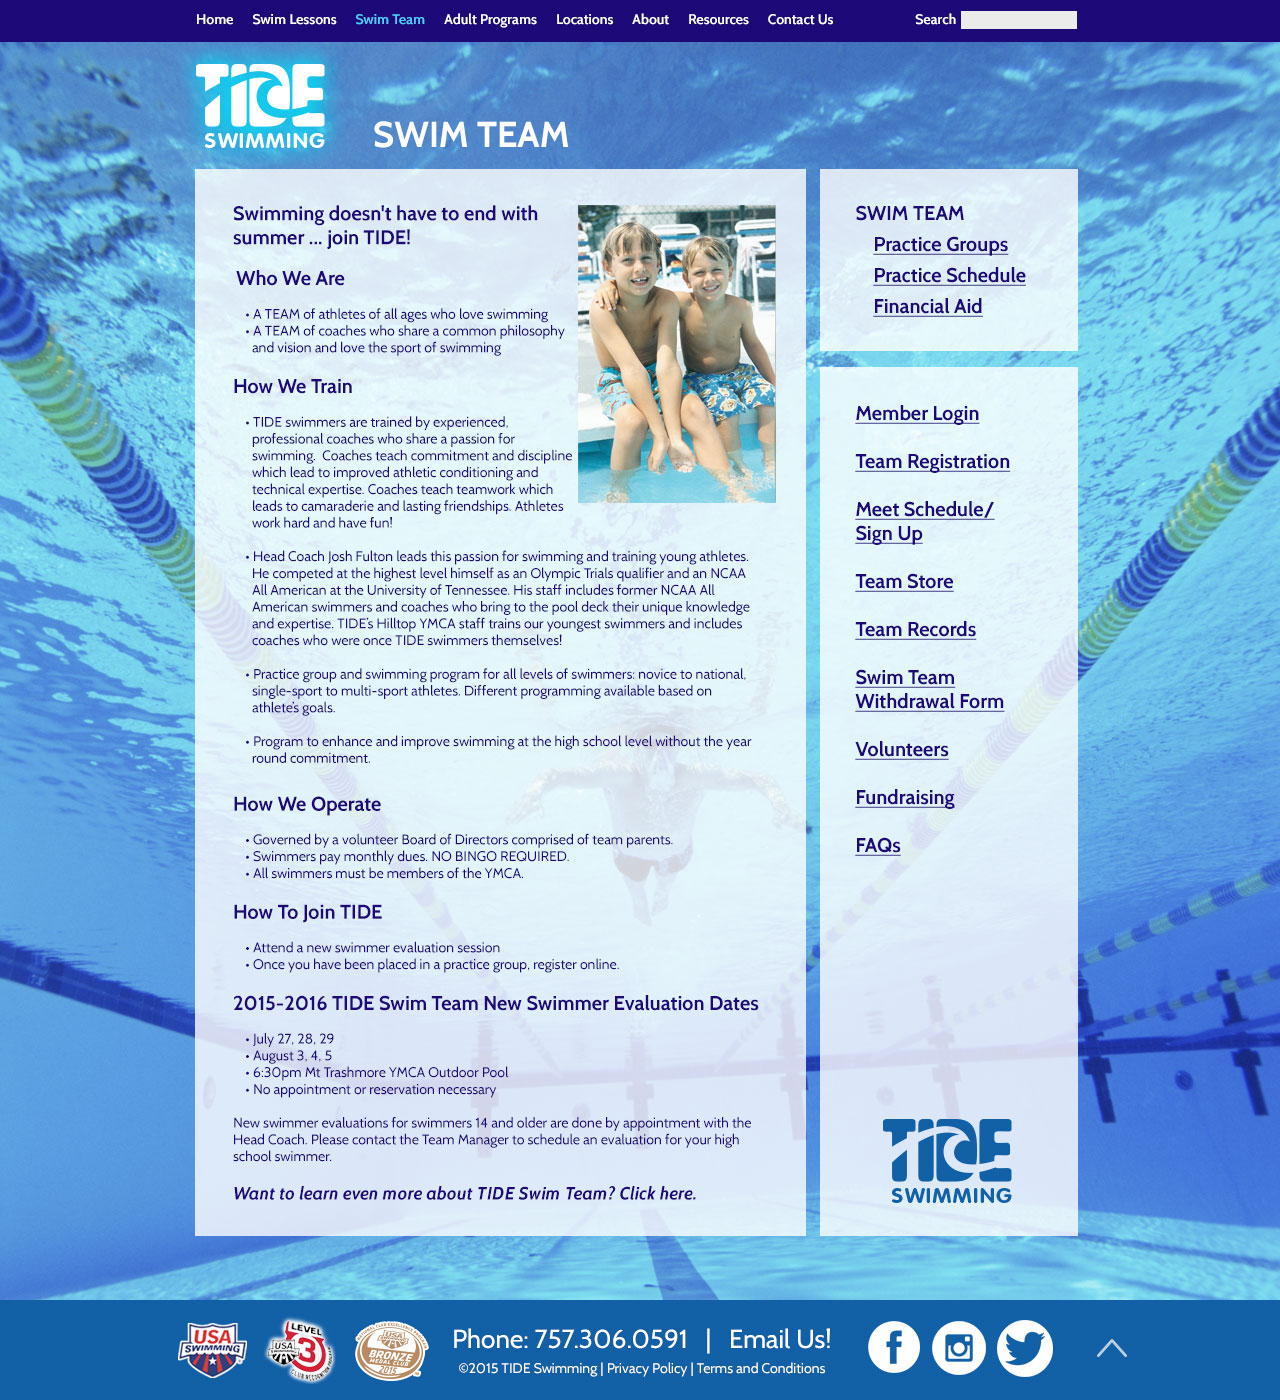 Home Swim Lessons Swim Team Adult Programs Locations About Resources Contact Us Search
TIDE
SWIMMING
SWIM TEAM
Swimming doesn't have to end with
summer ... join TIDE!
Who We Are
• A TEAM of athletes of all ages who love swimming
• A TEAM of coaches who share a common philosophy
and vision and love the sport of swimming
How We Train
• TIDE swimmers are trained by experienced,
professional coaches who share a passion for
swimming. Coaches teach commitment and discipline
which lead to improved athletic conditioning and
technical expertise. Coaches teach teamwork which
leads to camaraderie and lasting friendships. Athletes
work hard and have fun!
• Head Coach Josh Fulton leads this passion for swimming and training young athletes.
He competed at the highest level himself as an Olympic Trials qualifier and an NCAA
All American at the University of Tennessee. His staff includes former NCAA All
American swimmers and coaches who bring to the pool deck their unique knowledge
and expertise. TIDE's Hilltop YMCA staff trains our youngest swimmers and includes
coaches who were once TIDE swimmers themselves!
• Practice group and swimming program for all levels of swimmers: novice to national,
single-sport to multi-sport athletes. Different programming available based on
athlete's goals.
• Program to enhance and improve swimming at the high school level without the year
round commitment.
How We Operate
• Governed by a volunteer Board of Directors comprised of team parents.
• Swimmers pay monthly dues. NO BINGO REQUIRED.
• All swimmers must be members of the YMCA.
How To Join TIDE
• Attend a new swimmer evaluation session
• Once you have been placed in a practice group, register online.
2015-2016 TIDE Swim Team New Swimmer Evaluation Dates
• July 27, 28, 29
• August 3, 4, 5
• 6:30pm Mt Trashmore YMCA Outdoor Pool
• No appointment or reservation necessary
New swimmer evaluations for swimmers 14 and older are done by appointment with the
Head Coach. Please contact the Team Manager to schedule an evaluation for your high
school swimmer.
Want to learn even more about TIDE Swim Team? Click here.
SWIM TEAM
Practice Groups
Practice Schedule
Financial Aid
Member Login
Team Registration
Meet Schedule/
Sign Up
Team Store
Team Records
Swim Team
Withdrawal Form
Volunteers
Fundraising
FAQs
TIDE
SWIMMING
USA
SWIMMING
LEVEL
3
USA
CLUB RECOGNITION
USA
SWIMMING
BRONZE
MEDAL CLUB
2015
Phone: 757.306.0591 | Email Us!
©2015 TIDE Swimming | Privacy Policy | Terms and Conditions